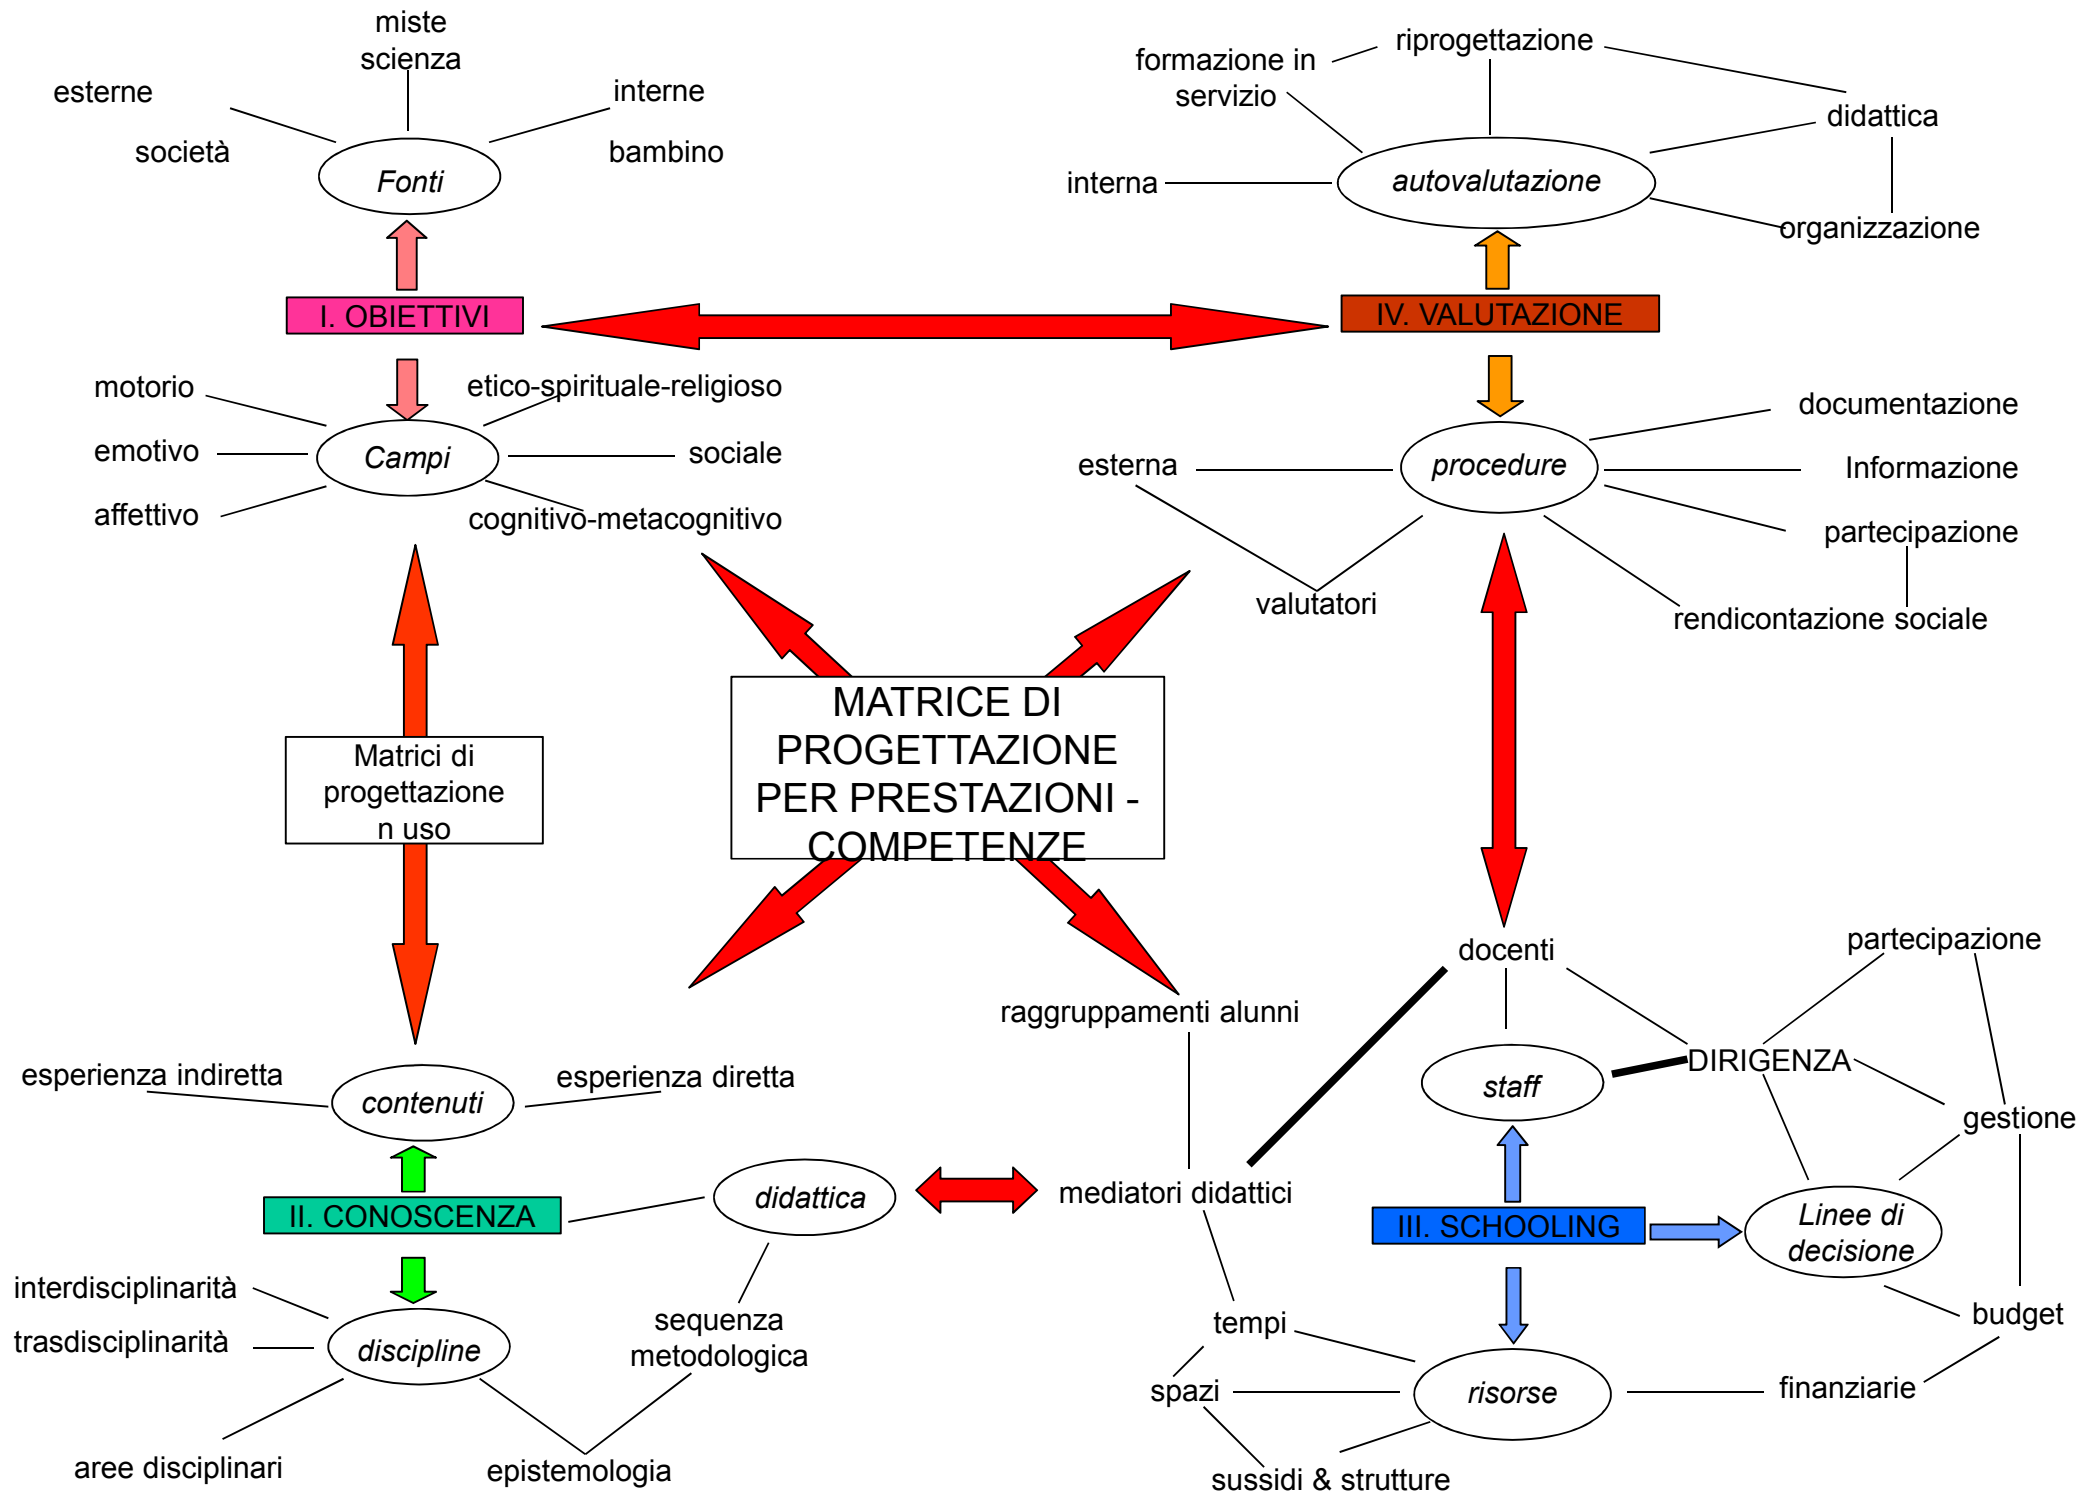 miste
scienza
esterne
interne
società
bambino
Fonti
I. OBIETTIVI
motorio
etico-spirituale-religioso
emotivo
Campi
sociale
affettivo
cognitivo-metacognitivo
formazione in
servizio
riprogettazione
didattica
interna
autovalutazione
organizzazione
IV. VALUTAZIONE
documentazione
esterna
procedure
Informazione
partecipazione
valutatori
rendicontazione sociale
Matrici di
progettazione
n uso
MATRICE DI
PROGETTAZIONE
PER PRESTAZIONI -
COMPETENZE
esperienza indiretta
contenuti
esperienza diretta
II. CONOSCENZA
didattica
interdisciplinarità
trasdisciplinarità
discipline
sequenza
metodologica
aree disciplinari
epistemologia
docenti
partecipazione
raggruppamenti alunni
staff
DIRIGENZA
gestione
mediatori didattici
III. SCHOOLING
Linee di
decisione
tempi
budget
spazi
risorse
finanziarie
sussidi & strutture